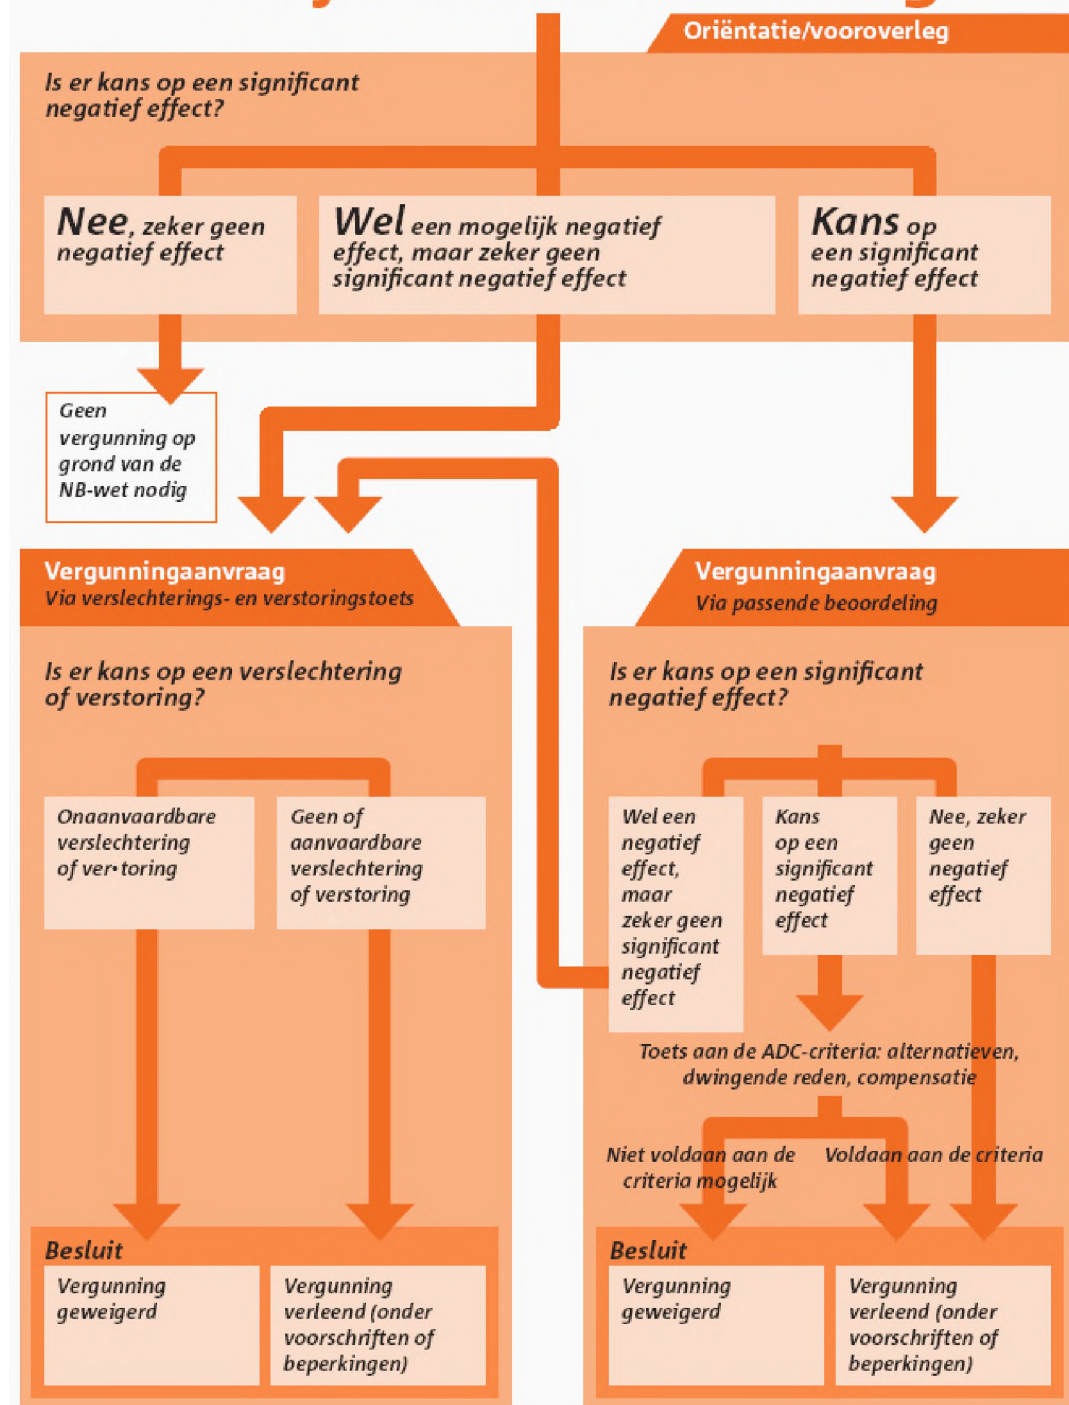 Oriëntatie/vooroverleg
Is er kans op een significant
negatief effect?
Nee, zeker geen
negatief effect
Wel een mogelijk negatief
effect, maar zeker geen
significant negatief effect
Kans op
een significant
negatief effect
Geen
vergunning op
grond van de
NB-wet nodig
Vergunningaanvraag
Via verslechterings- en verstoringstoets
Is er kans op een verslechtering
of verstoring?
Onaanvaardbare
verslechtering
of ver•toring
Geen of
aanvaardbare
verslechtering
of verstoring
Besluit
Vergunning
geweigerd
Vergunning
verleend (onder
voorschriften of
beperkingen)
Vergunningaanvraag
Via passende beoordeling
Is er kans op een significant
negatief effect?
Wel een
negatief
effect,
maar
zeker geen
significant
negatief
effect
Kans
op een
significant
negatief
effect
Nee, zeker
geen
negatief
effect
Toets aan de ADC-criteria: alternatieven,
dwingende reden, compensatie
Niet voldaan aan de
criteria mogelijk
Voldaan aan de criteria
Besluit
Vergunning
geweigerd
Vergunning
verleend (onder
voorschriften of
beperkingen)